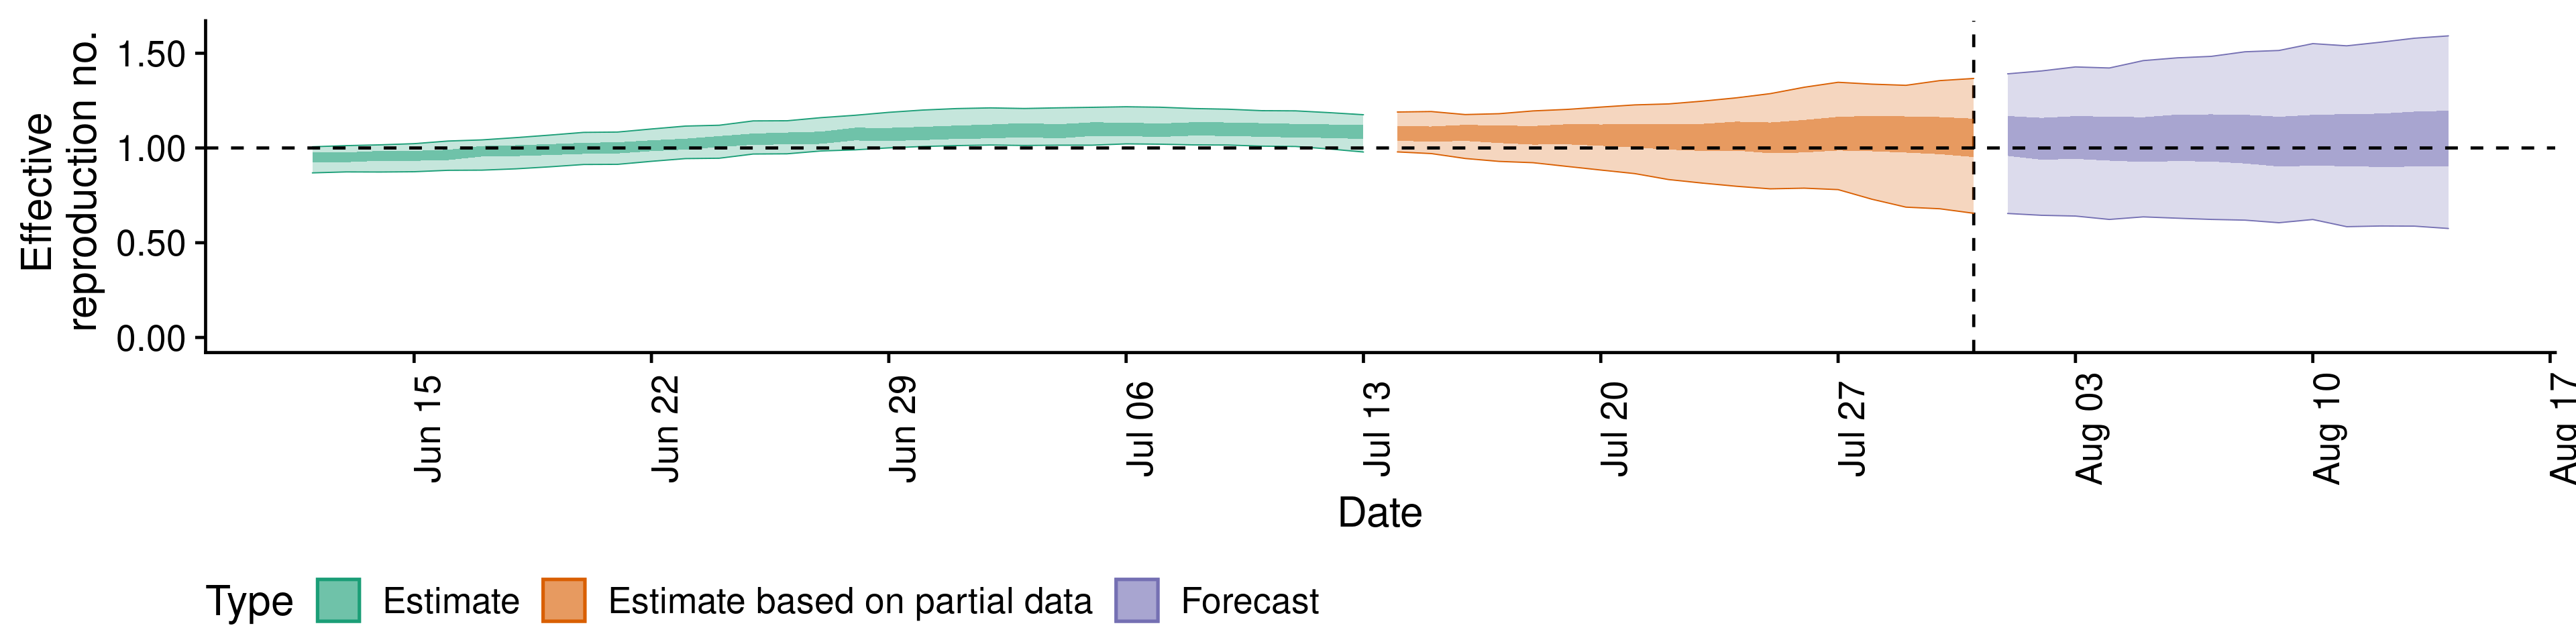 Effective
reproduction no.
1.50
1.00
0.50
0.00
Jun 15
Jun 22
Jun 29
Jul 06
Jul 13
Jul 20
Jul 27
Aug 03
Aug 10
Aug 17
Date
Type Estimate Estimate based on partial data Forecast